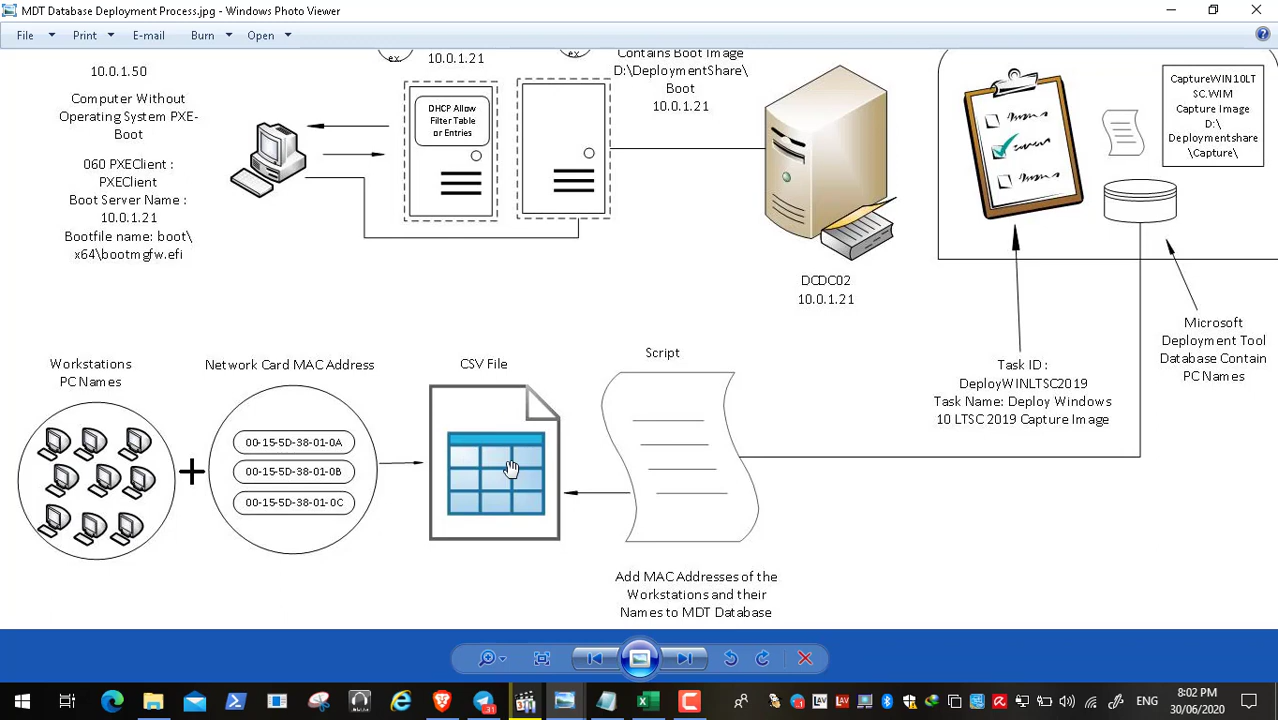 MDT Database Deployment Process.jpg - Windows Photo Viewer
File Print E-mail Burn Open
ex
10.0.1.21
ex
Contains Boot Image
D:\DeploymentShare\
Boot
10.0.1.21
10.0.1.50
Computer Without
Operating System PXE-
Boot
060 PXEClient :
PXEClient
Boot Server Name :
10.0.1.21
Bootfile name: boot\
x64\bootmgfw.efi
DHCP Allow
Filter Table
or Entries
CaptureWIN10LT
SC.WIM
Capture Image
D:\
Deploymentshare
\Capture\
DCDC02
10.0.1.21
Microsoft
Deployment Tool
Database Contain
PC Names
Task ID :
DeployWINLTSC2019
Task Name: Deploy Windows
10 LTSC 2019 Capture Image
Workstations
PC Names
Network Card MAC Address
CSV File
Script
00-15-5D-38-01-0A
00-15-5D-38-01-0B
00-15-5D-38-01-0C
Add MAC Addresses of the
Workstations and their
Names to MDT Database
31
ENG
8:02 PM
30/06/2020